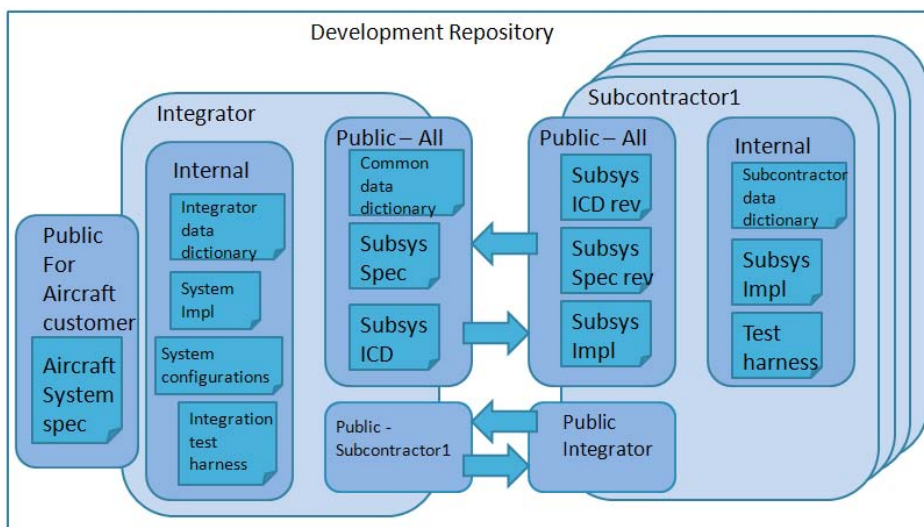 Development Repository
Integrator
Public
For
Aircraft
customer
Aircraft
System
spec
Internal
Integrator
data
dictionary
System
Impl
System
configurations
Integration
test
harness
Public – All
Common
data
dictionary
Subsys
Spec
Subsys
ICD
Public -
Subcontractor1
Subcontractor1
Public – All
Subsys
ICD rev
Subsys
Spec rev
Subsys
Impl
Public
Integrator
Internal
Subcontractor
data
dictionary
Subsys
Impl
Test
harness